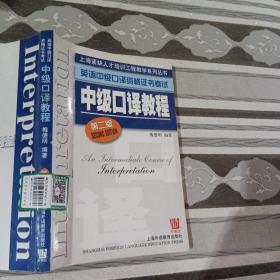 上海紧缺人才培训工程教学系列丛书
英语中级口译资格证书考试
中级口译教程
第二版
SECOND EDITION
梅德明 编著
An Intermediate Course of
Interpretation
译
上海外语教育出版社
SHANGHAI FOREIGN LANGUAGE EDUCATION PRESS
中级口译教程
梅德明 编著
Interpretation